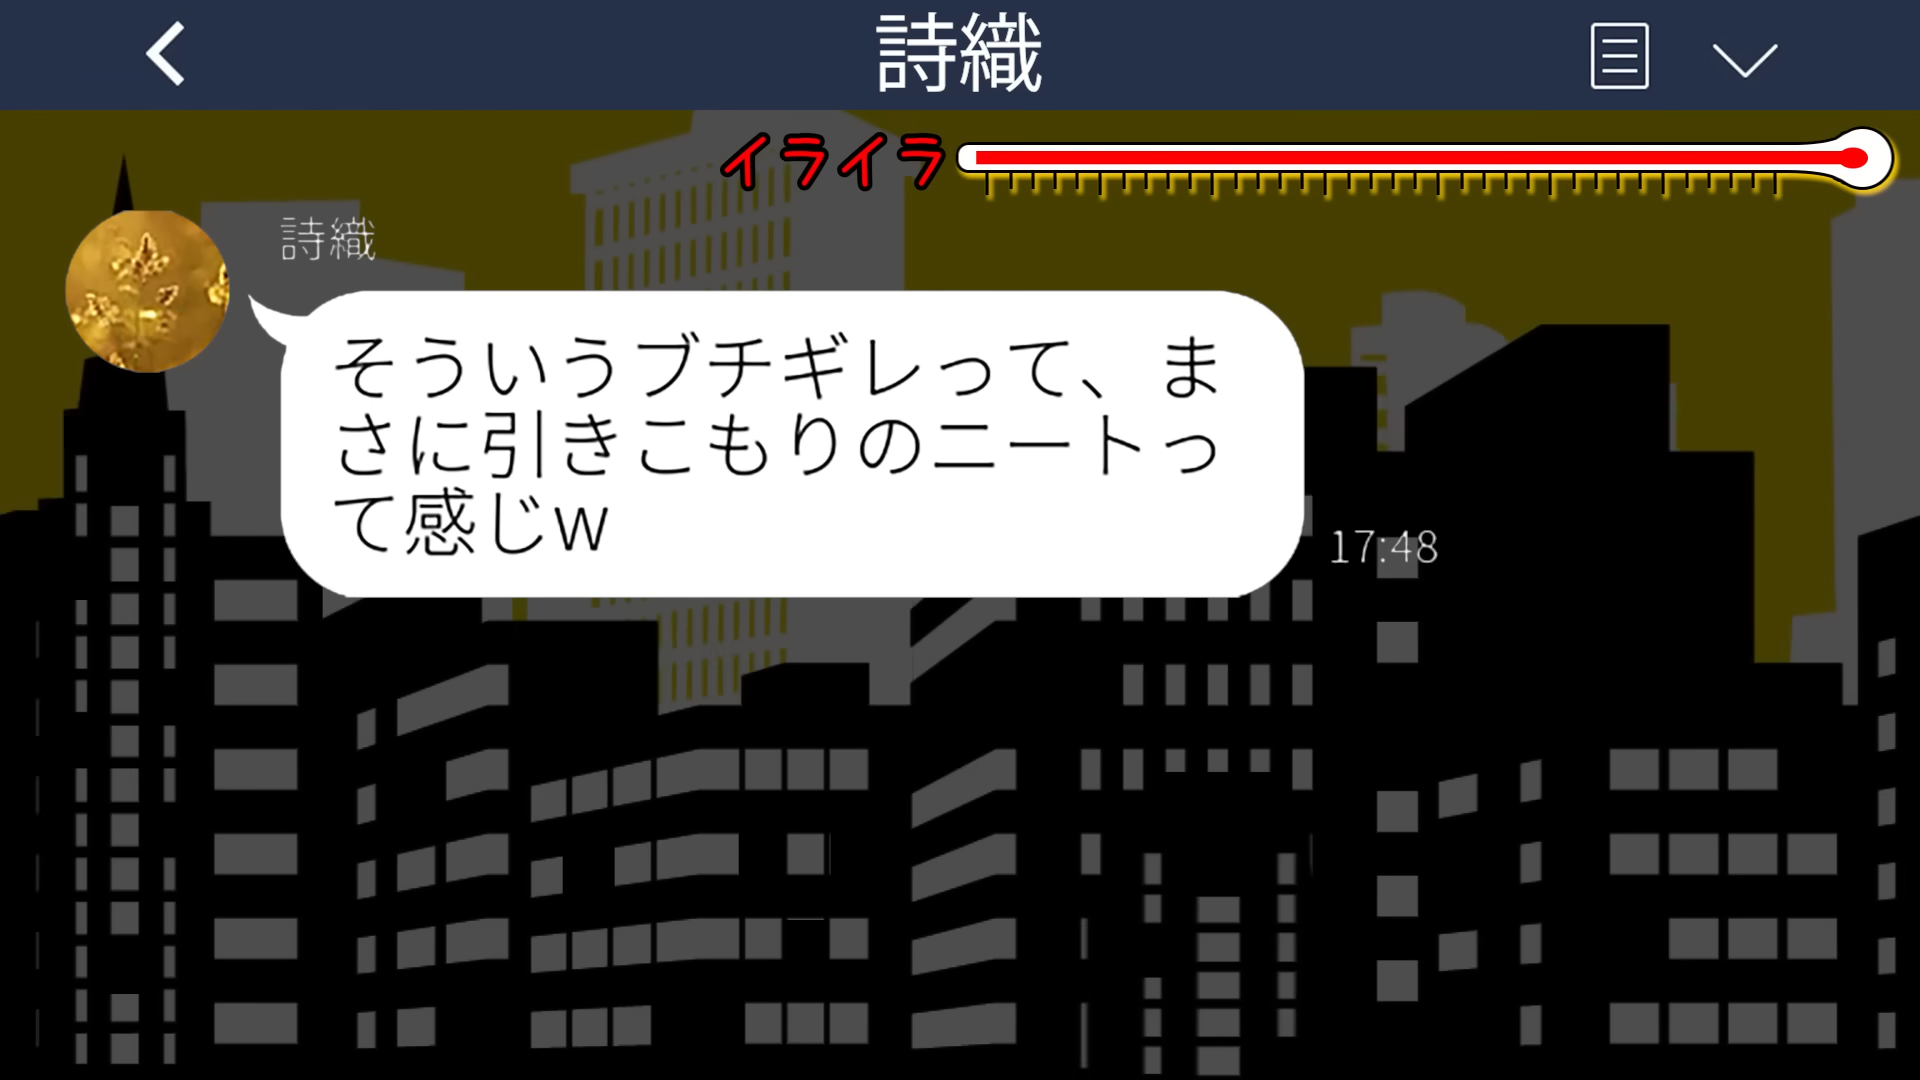 詩織
イライラ
詩織
そういうブチギレって、ま
さに引きこもりのニートっ
て感じw
17:48